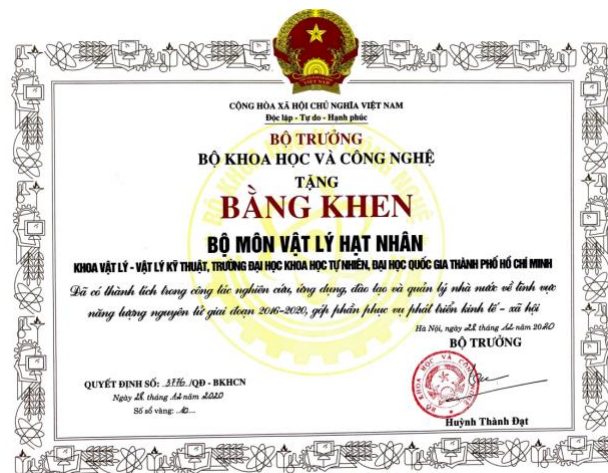 CỘNG HÒA XÃ HỘI CHỦ NGHĨA VIỆT NAM
Độc lập - Tự do - Hạnh phúc
BỘ TRƯỞNG
BỘ KHOA HỌC VÀ CÔNG NGHỆ
TẶNG
BẰNG KHEN
BỘ MÔN VẬT LÝ HẠT NHÂN
KHOA VẬT LÝ - VẬT LÝ KỸ THUẬT, TRƯỜNG ĐẠI HỌC KHOA HỌC TỰ NHIÊN, ĐẠI HỌC QUỐC GIA THÀNH PHỐ HỒ CHÍ MINH
Đã có thành tích trong công tác nghiên cứu, ứng dụng, đào tạo và quản lý nhà nước về lĩnh vực
năng lượng nguyên tử giai đoạn 2016-2020, góp phần phục vụ phát triển kinh tế - xã hội
Hà Nội, ngày 28 tháng 12 năm 2020
BỘ TRƯỞNG
QUYẾT ĐỊNH SỐ: 3776 /QĐ - BKHCN
Ngày 28 tháng 12 năm 2020
Số sổ vàng:
Huỳnh Thành Đạt